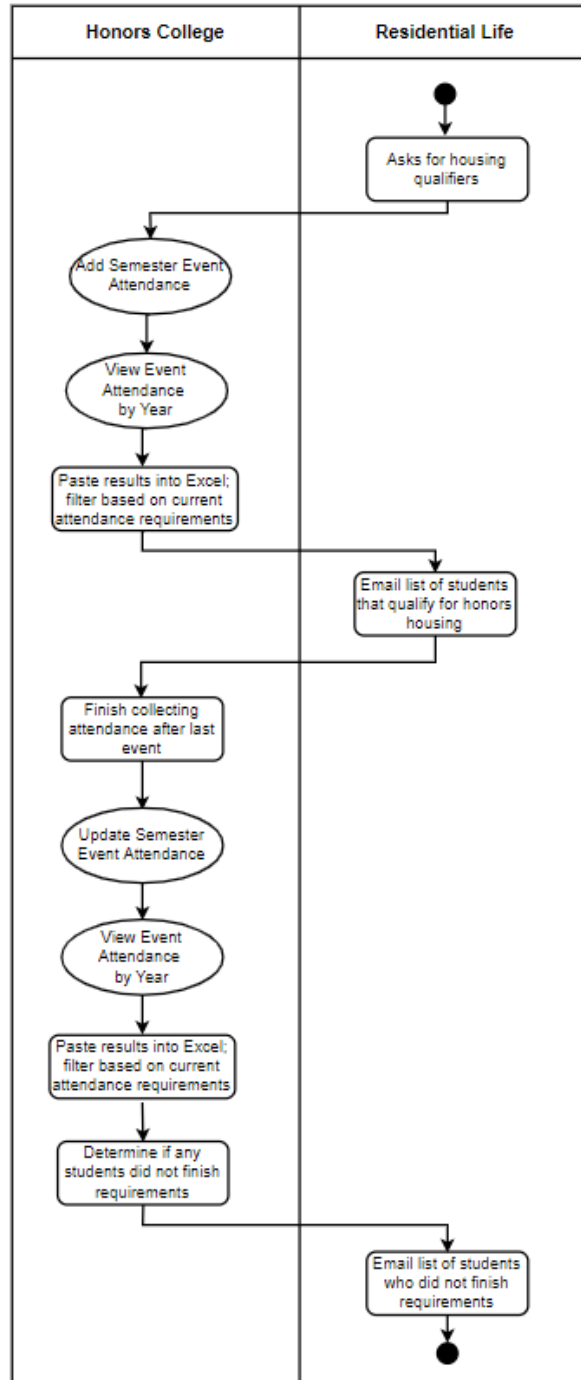 Honors College
Residential Life
Asks for housing
qualifiers
Add Semester Event
Attendance
View Event
Attendance
by Year
Paste results into Excel;
filter based on current
attendance requirements
Email list of students
that qualify for honors
housing
Finish collecting
attendance after last
event
Update Semester
Event Attendance
View Event
Attendance
by Year
Paste results into Excel;
filter based on current
attendance requirements
Determine if any
students did not finish
requirements
Email list of students
who did not finish
requirements